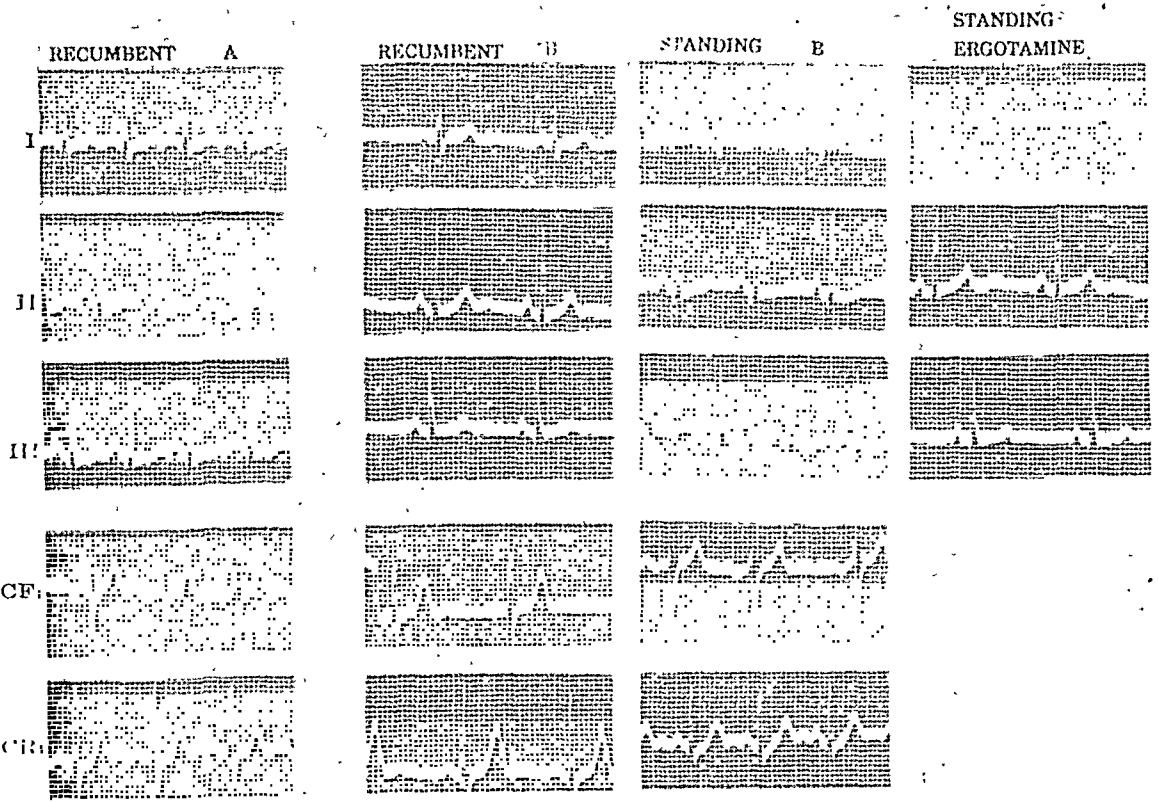 RECUMBENT A
RECUMBENT B
STANDING B
STANDING
ERGOTAMINE
I
II
III
CF
CR